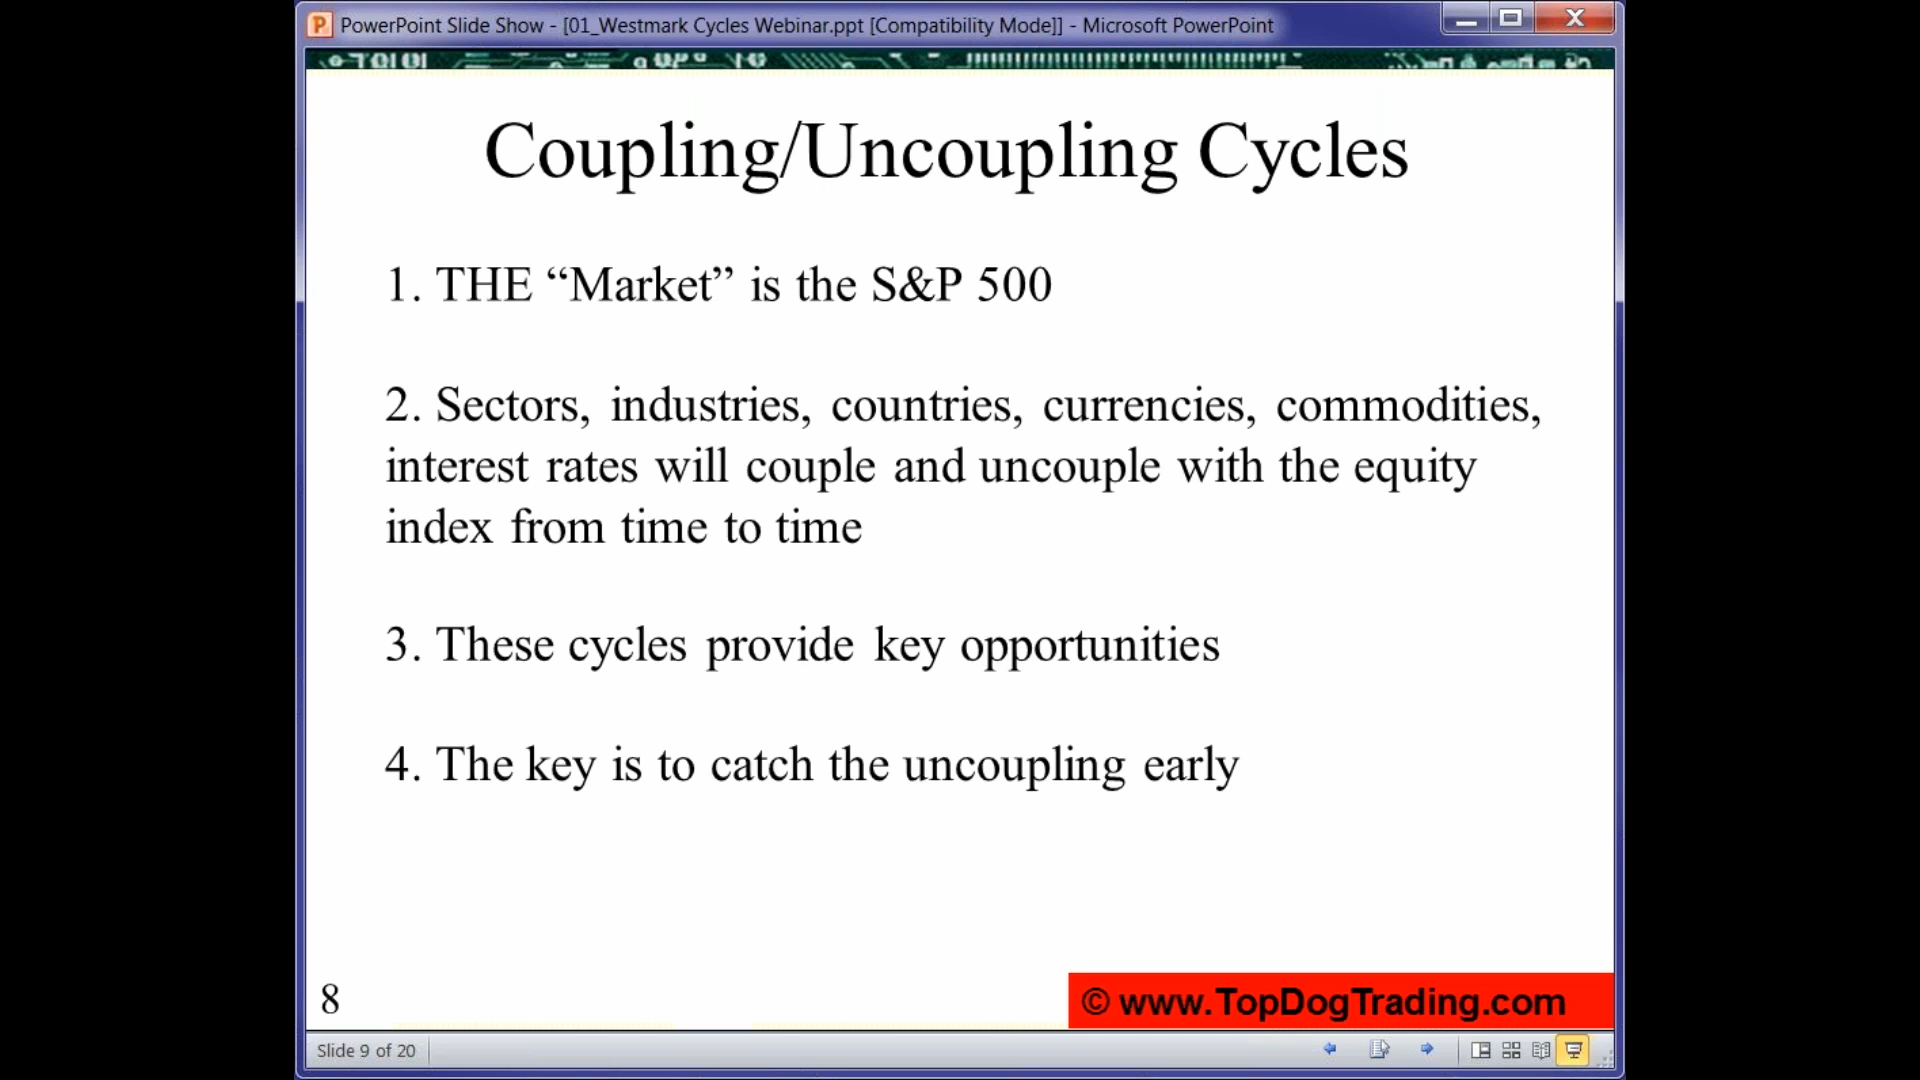 PowerPoint Slide Show - [01_Westmark Cycles Webinar.ppt [Compatibility Mode]] - Microsoft PowerPoint
Coupling/Uncoupling Cycles
1. THE “Market” is the S&P 500
2. Sectors, industries, countries, currencies, commodities,
interest rates will couple and uncouple with the equity
index from time to time
3. These cycles provide key opportunities
4. The key is to catch the uncoupling early
8
© www.TopDogTrading.com
Slide 9 of 20